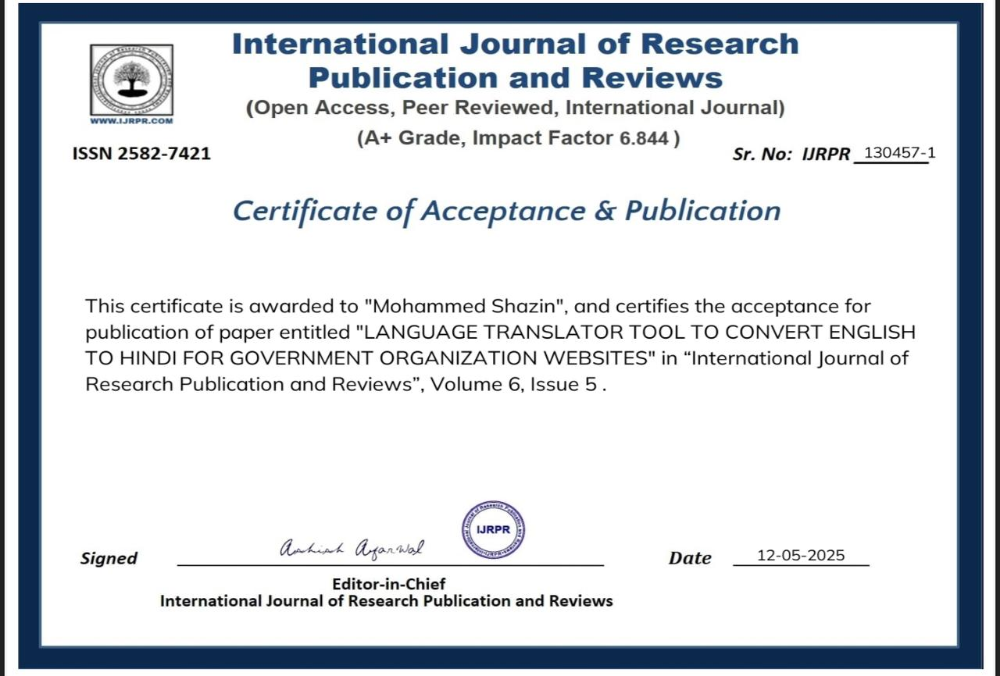 International Journal of Research
Publication and Reviews
(Open Access, Peer Reviewed, International Journal)
(A+ Grade, Impact Factor 6.844 )
WWW.IJRPR.COM
ISSN 2582-7421
Sr. No: IJRPR 130457-1
Certificate of Acceptance & Publication
This certificate is awarded to "Mohammed Shazin", and certifies the acceptance for
publication of paper entitled "LANGUAGE TRANSLATOR TOOL TO CONVERT ENGLISH
TO HINDI FOR GOVERNMENT ORGANIZATION WEBSITES" in “International Journal of
Research Publication and Reviews”, Volume 6, Issue 5 .
IJRPR
Signed Ashish Agarwal
Date 12-05-2025
Editor-in-Chief
International Journal of Research Publication and Reviews